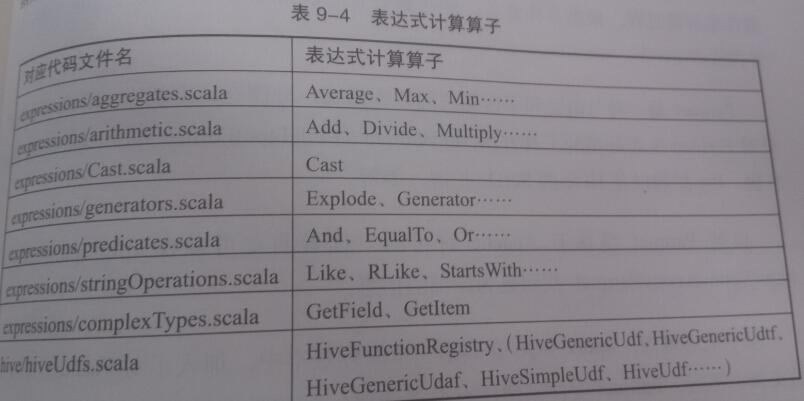 表 9-4 表达式计算算子
对应代码文件名 表达式计算算子
expressions/aggregates.scala Average、Max、Min……
expressions/arithmetic.scala Add、Divide、Multiply……
expressions/Cast.scala Cast
expressions/generators.scala Explode、Generator……
expressions/predicates.scala And、EqualTo、Or……
expressions/stringOperations.scala Like、RLike、StartsWith……
expressions/complexTypes.scala GetField、GetItem
hive/hiveUdfs.scala HiveFunctionRegistry、(HiveGenericUdf、HiveGenericUdtf、
HiveGenericUdaf、HiveSimpleUdf、HiveUdf……)